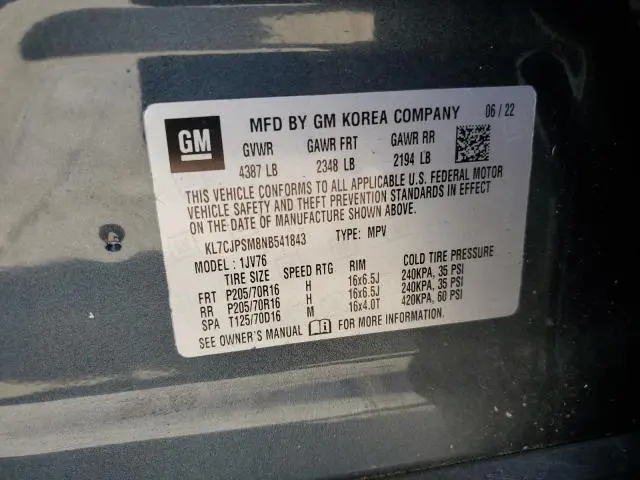 GM
MFD BY GM KOREA COMPANY 06/22
GVWR GAWR FRT GAWR RR
4387 LB 2348 LB 2194 LB
THIS VEHICLE CONFORMS TO ALL APPLICABLE U.S. FEDERAL MOTOR
VEHICLE SAFETY AND THEFT PREVENTION STANDARDS IN EFFECT
ON THE DATE OF MANUFACTURE SHOWN ABOVE.
KL7CJPSM8NB541843 TYPE: MPV
MODEL: 1JV76
TIRE SIZE SPEED RTG RIM COLD TIRE PRESSURE
FRT P205/70R16 H 16x6.5J 240KPA, 35 PSI
RR P205/70R16 H 16x6.5J 240KPA, 35 PSI
SPA T125/70D16 M 16x4.0T 420KPA, 60 PSI
SEE OWNER'S MANUAL FOR MORE INFORMATION.